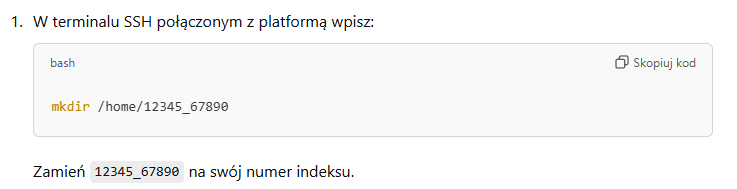 1. W terminalu SSH połączonym z platformą wpisz:
bash
Skopiuj kod
mkdir /home/12345_67890
Zamień 12345_67890 na swój numer indeksu.